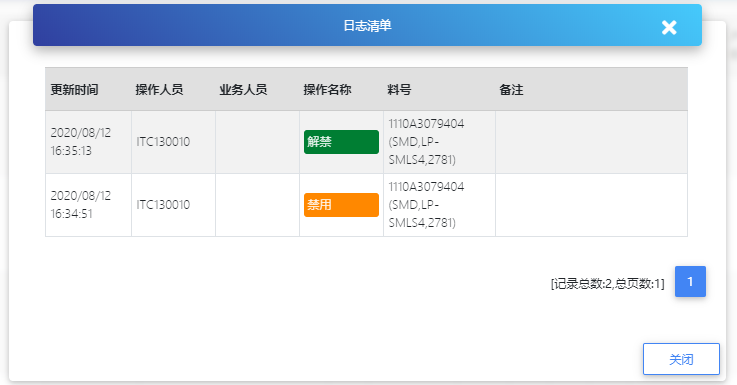 日志清单
更新时间 操作人员 业务人员 操作名称 料号 备注
2020/08/12
16:35:13
ITC130010
解禁
1110A3079404
(SMD,LP-
SMLS4,2781)
2020/08/12
16:34:51
ITC130010
禁用
1110A3079404
(SMD,LP-
SMLS4,2781)
[记录总数:2,总页数:1] 1
关闭